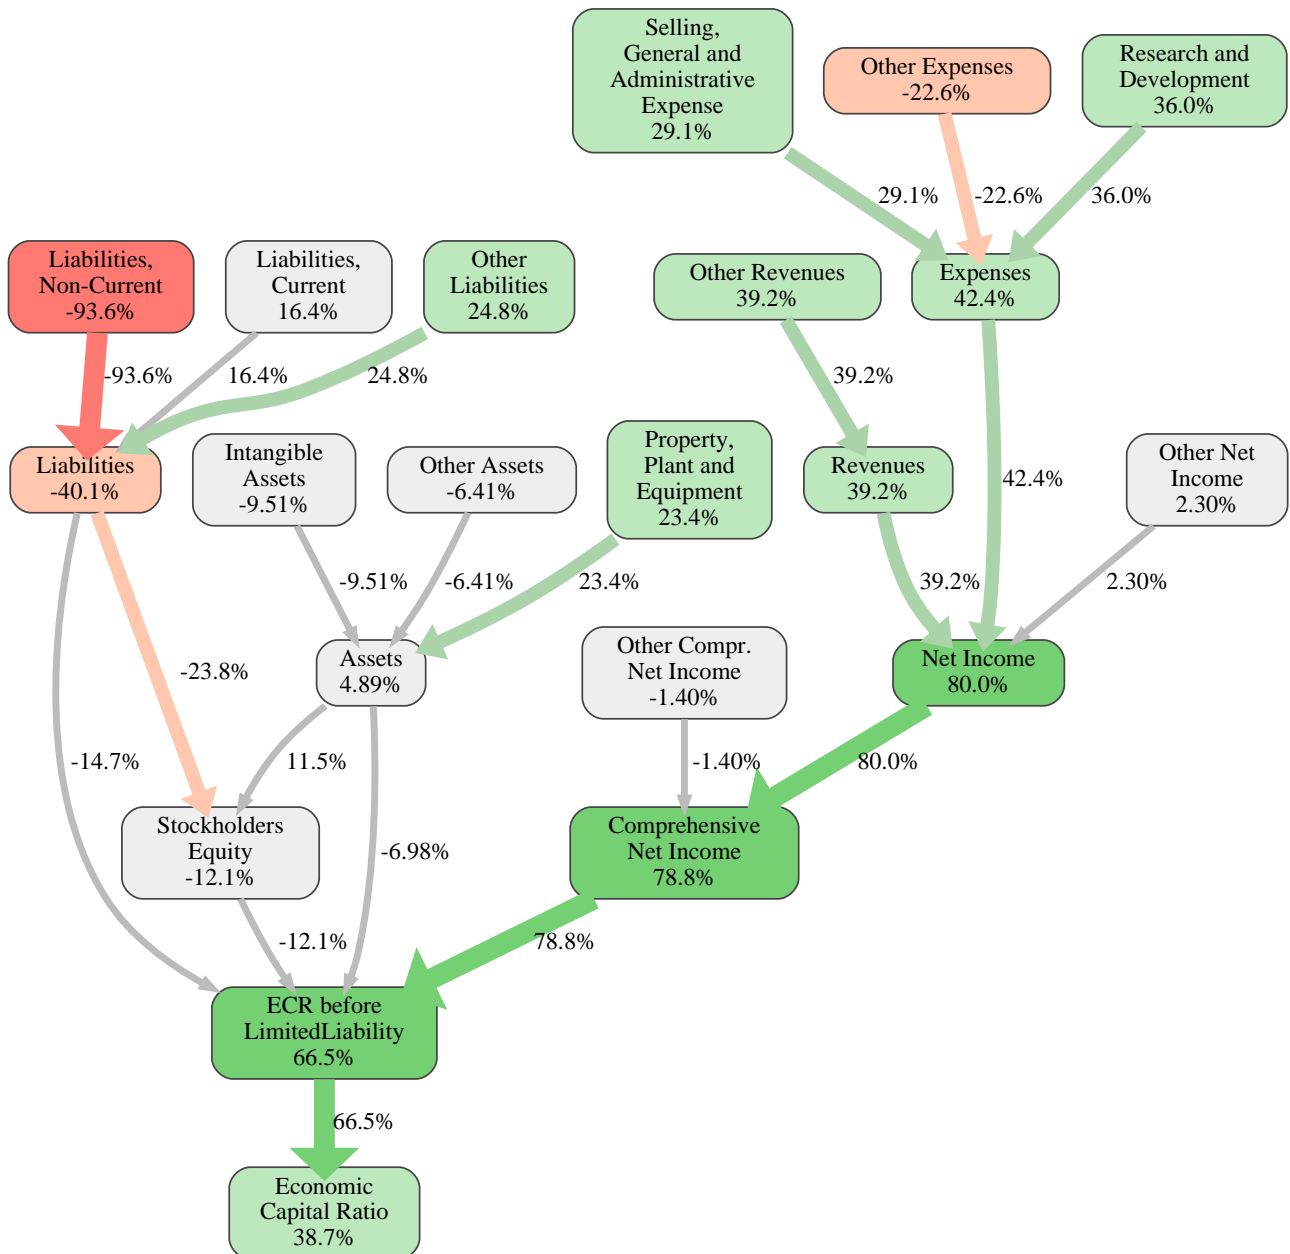 Selling,
General and
Administrative
Expense
29.1%
Other Expenses
-22.6%
Research and
Development
36.0%
29.1%
-22.6%
36.0%
Liabilities,
Non-Current
-93.6%
Liabilities,
Current
16.4%
Other
Liabilities
24.8%
Other Revenues
39.2%
Expenses
42.4%
-93.6%
16.4%
24.8%
39.2%
Liabilities
-40.1%
Intangible
Assets
-9.51%
Other Assets
-6.41%
Property,
Plant and
Equipment
23.4%
Revenues
39.2%
42.4%
Other Net
Income
2.30%
-9.51%
-6.41%
23.4%
39.2%
2.30%
-23.8%
Assets
4.89%
Other Compr.
Net Income
-1.40%
Net Income
80.0%
-14.7%
11.5%
-1.40%
80.0%
Stockholders
Equity
-12.1%
-6.98%
Comprehensive
Net Income
78.8%
-12.1%
78.8%
ECR before
LimitedLiability
66.5%
66.5%
Economic
Capital Ratio
38.7%